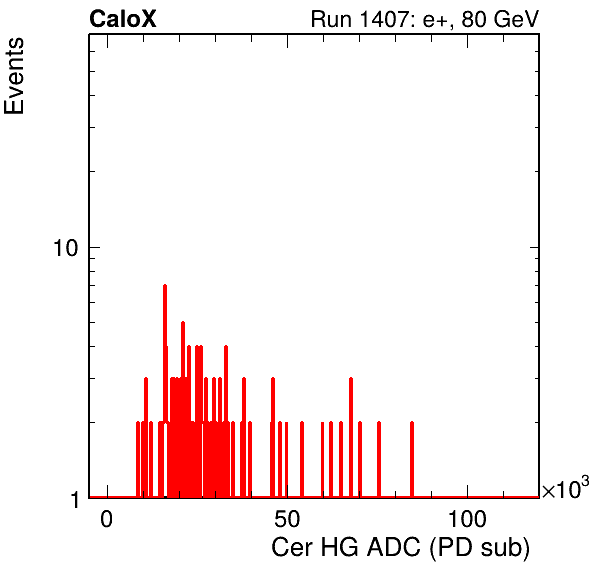 CaloX Run 1407: e+, 80 GeV
Events
10
1
0 50 100
×10³
Cer HG ADC (PD sub)